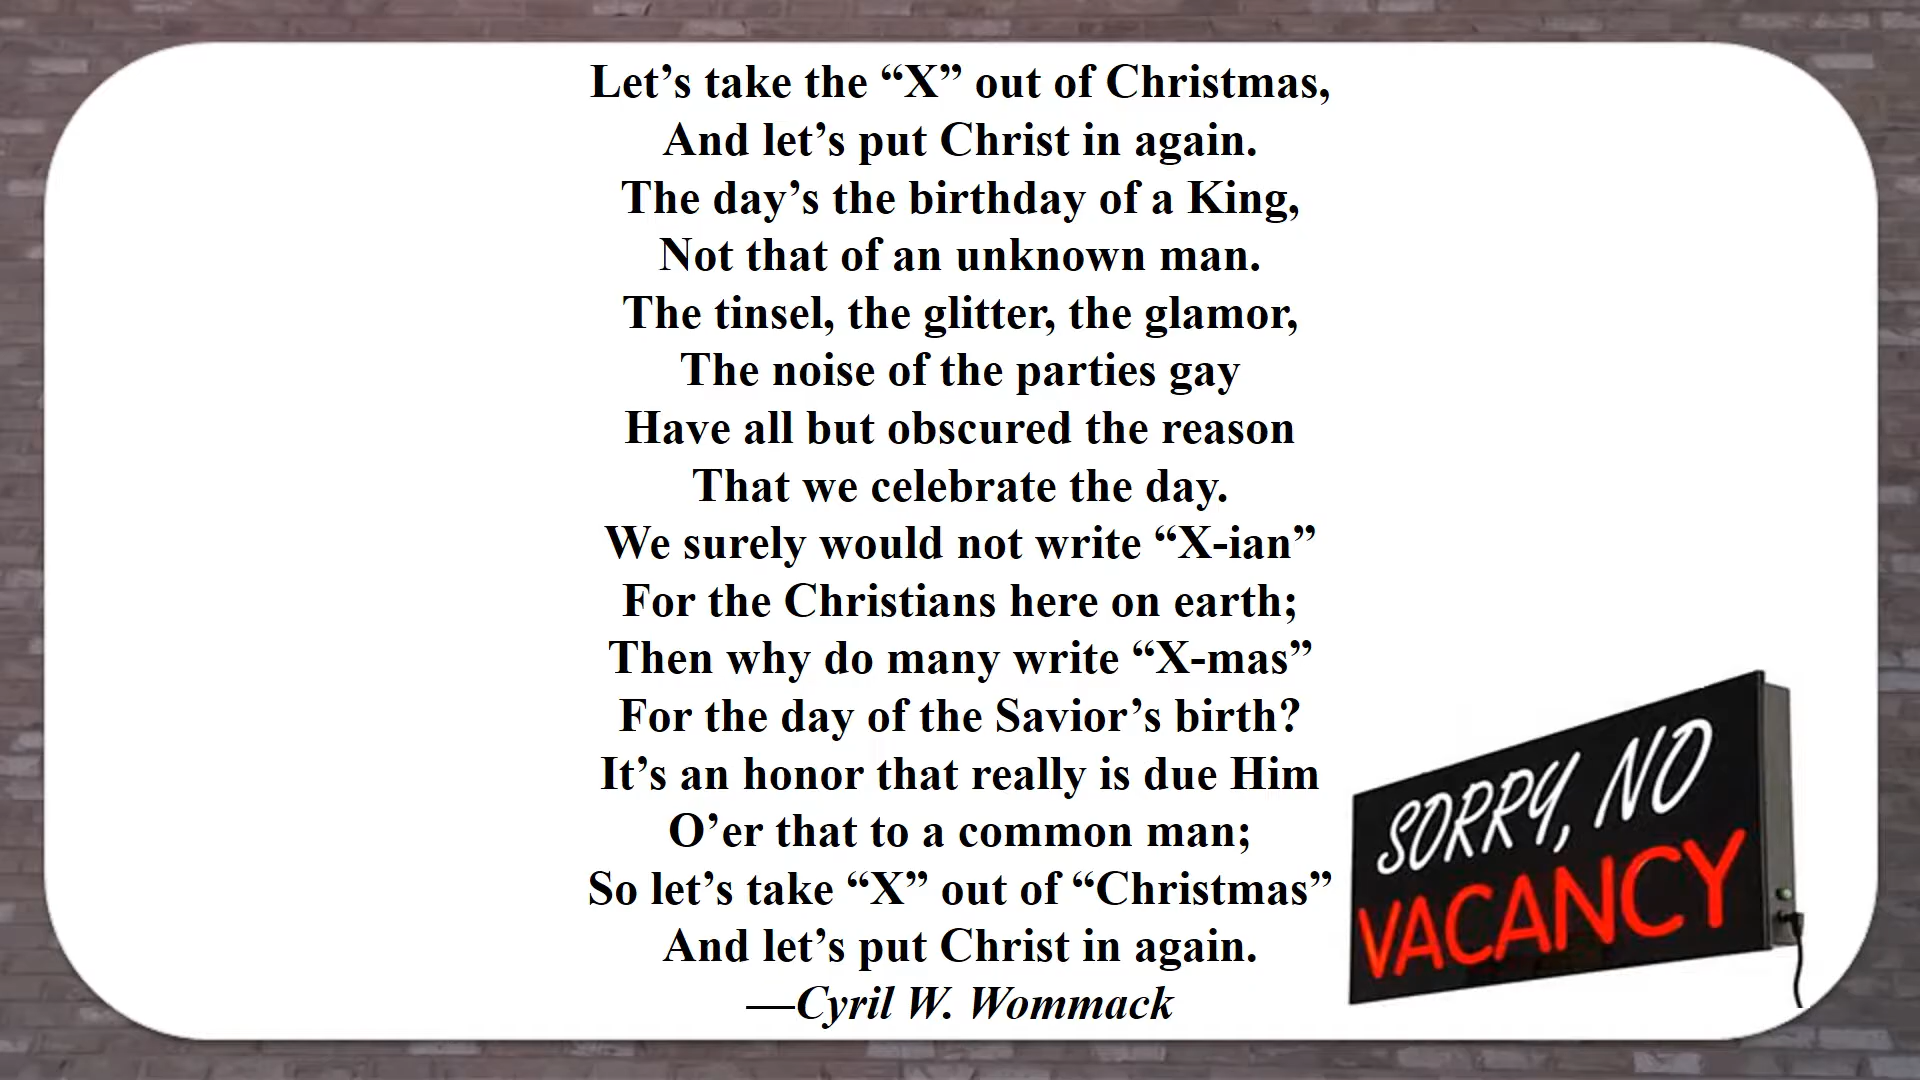 Let’s take the “X” out of Christmas,
And let’s put Christ in again.
The day’s the birthday of a King,
Not that of an unknown man.
The tinsel, the glitter, the glamor,
The noise of the parties gay
Have all but obscured the reason
That we celebrate the day.
We surely would not write “X-ian”
For the Christians here on earth;
Then why do many write “X-mas”
For the day of the Savior’s birth?
It’s an honor that really is due Him
O’er that to a common man;
So let’s take “X” out of “Christmas”
And let’s put Christ in again.
—Cyril W. Wommack
SORRY, NO
VACANCY